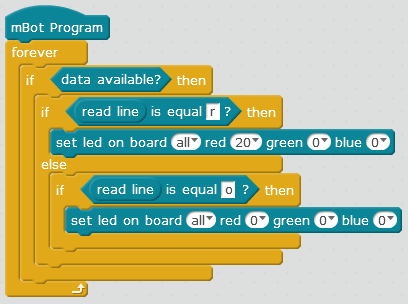 mBot Program
forever
if data available? then
if read line is equal r ? then
set led on board all red 20 green 0 blue 0
else
if read line is equal o ? then
set led on board all red 0 green 0 blue 0